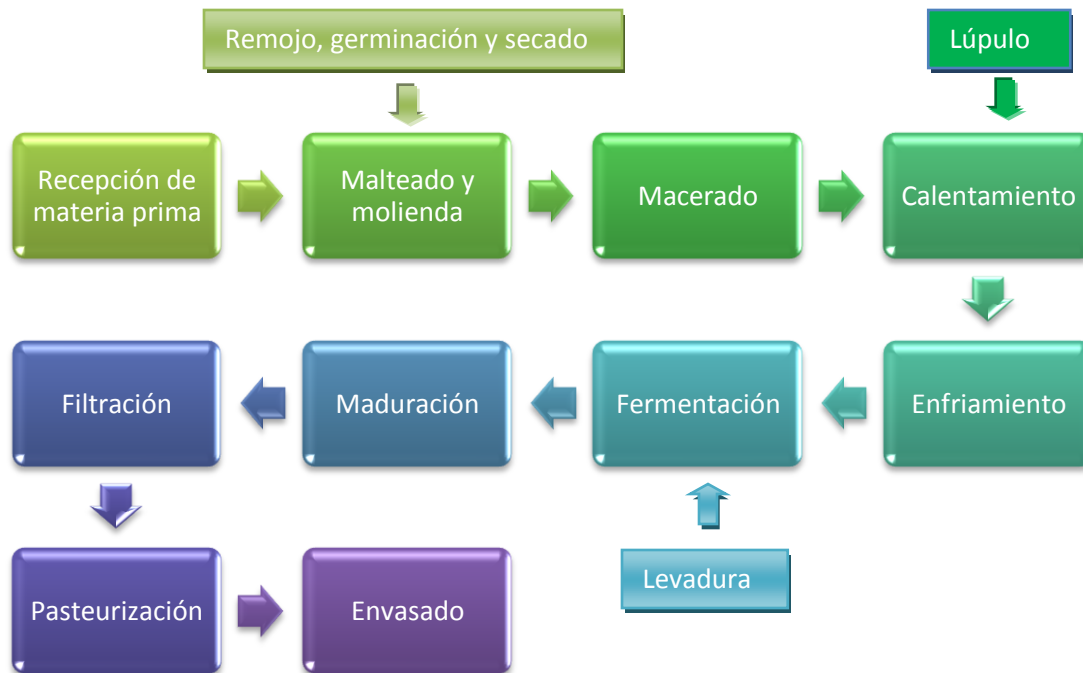 Remojo, germinación y secado
Lúpulo
Recepción de
materia prima
Malteado y
molienda
Macerado
Calentamiento
Enfriamiento
Fermentación
Levadura
Maduración
Filtración
Pasteurización
Envasado